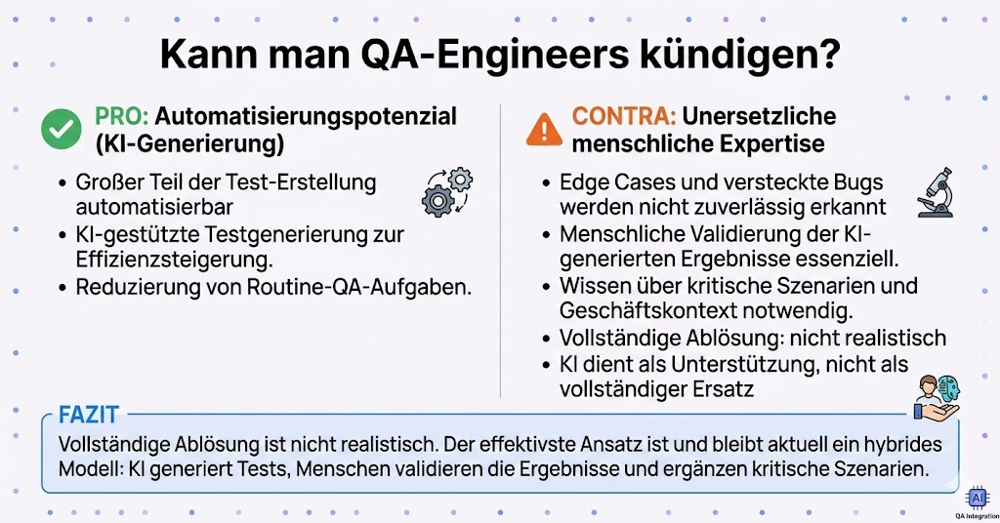 Kann man QA-Engineers kündigen?
PRO: Automatisierungspotenzial
(KI-Generierung)
• Großer Teil der Test-Erstellung
automatisierbar
• KI-gestützte Testgenerierung zur
Effizienzsteigerung.
• Reduzierung von Routine-QA-Aufgaben.
CONTRA: Unersetzliche
menschliche Expertise
• Edge Cases und versteckte Bugs
werden nicht zuverlässig erkannt
• Menschliche Validierung der KI-
generierten Ergebnisse essenziell.
• Wissen über kritische Szenarien und
Geschäftskontext notwendig.
• Vollständige Ablösung: nicht realistisch
• KI dient als Unterstützung, nicht als
vollständiger Ersatz
FAZIT
Vollständige Ablösung ist nicht realistisch. Der effektivste Ansatz ist und bleibt aktuell ein hybrides
Modell: KI generiert Tests, Menschen validieren die Ergebnisse und ergänzen kritische Szenarien.
AI
QA Integration